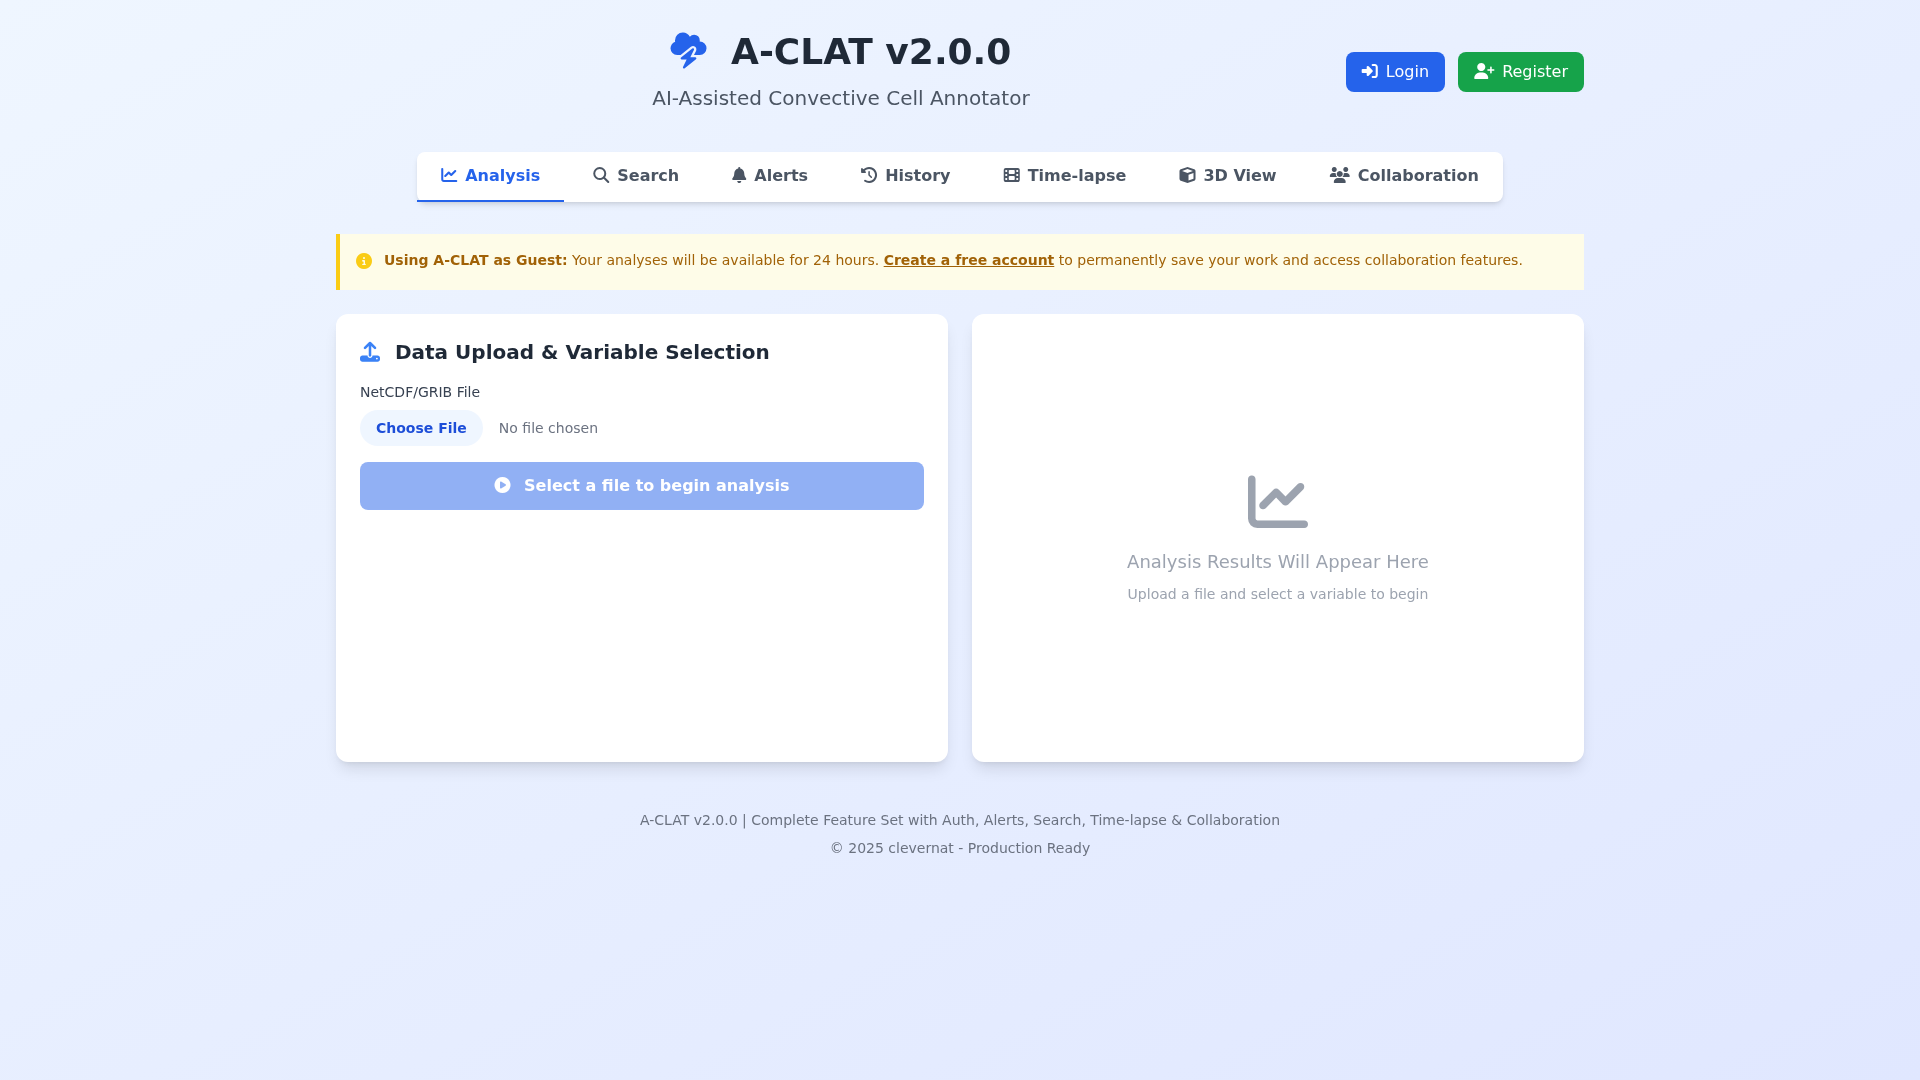 A-CLAT v2.0.0
AI-Assisted Convective Cell Annotator
Login
Register
Analysis
Search
Alerts
History
Time-lapse
3D View
Collaboration
Using A-CLAT as Guest: Your analyses will be available for 24 hours. Create a free account to permanently save your work and access collaboration features.
Data Upload & Variable Selection
NetCDF/GRIB File
Choose File
No file chosen
Select a file to begin analysis
Analysis Results Will Appear Here
Upload a file and select a variable to begin
A-CLAT v2.0.0 | Complete Feature Set with Auth, Alerts, Search, Time-lapse & Collaboration
© 2025 clevernat - Production Ready